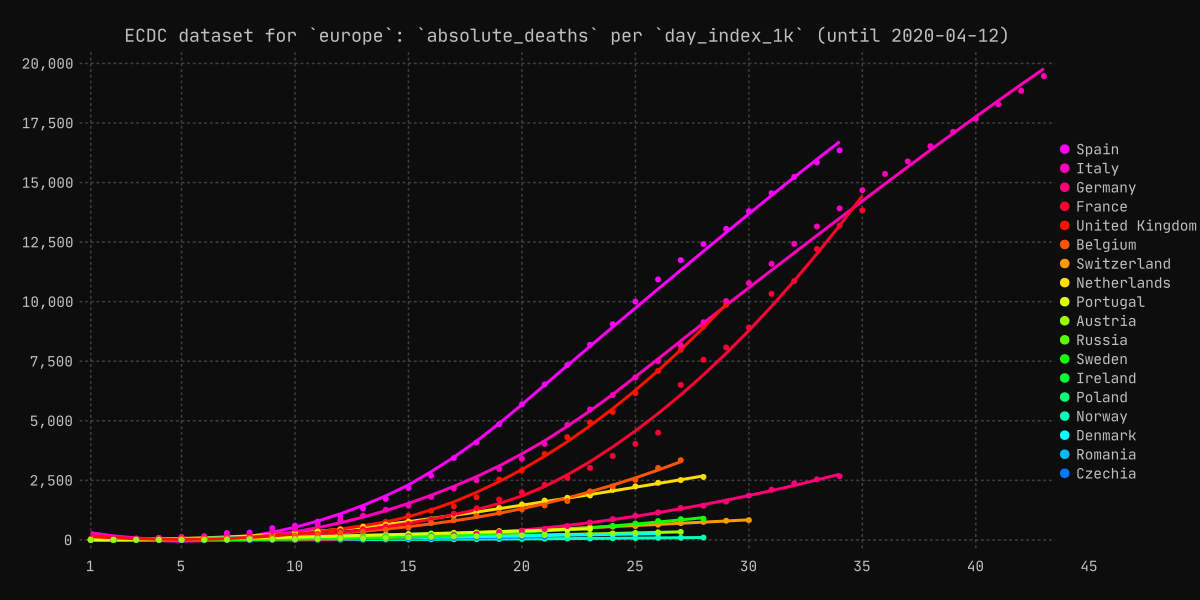 ECDC dataset for `europe`: `absolute_deaths` per `day_index_1k` (until 2020-04-12)
20,000
17,500
15,000
12,500
10,000
7,500
5,000
2,500
0
1 5 10 15 20 25 30 35 40 45
Spain
Italy
Germany
France
United Kingdom
Belgium
Switzerland
Netherlands
Portugal
Austria
Russia
Sweden
Ireland
Poland
Norway
Denmark
Romania
Czechia